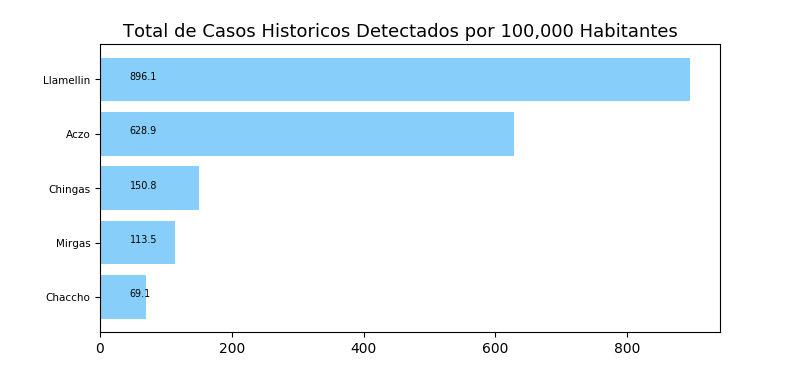 Total de Casos Historicos Detectados por 100,000 Habitantes
Llamellin 896.1
Aczo 628.9
Chingas 150.8
Mirgas 113.5
Chaccho 69.1
0 200 400 600 800